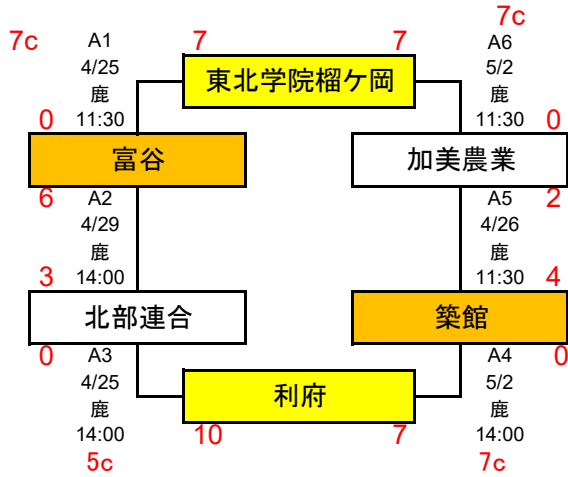 7c
7c A1 7 7 A6
4/25 5/2
鹿 東北学院榴ケ岡 鹿
0 11:30 11:30 0
富谷 加美農業
6 A2 A5 2
4/29 4/26
鹿 鹿
3 14:00 11:30 4
北部連合 築館
0 A3 A4 0
4/25 5/2
鹿 利府 鹿
14:00 10 7 14:00
5c 7c